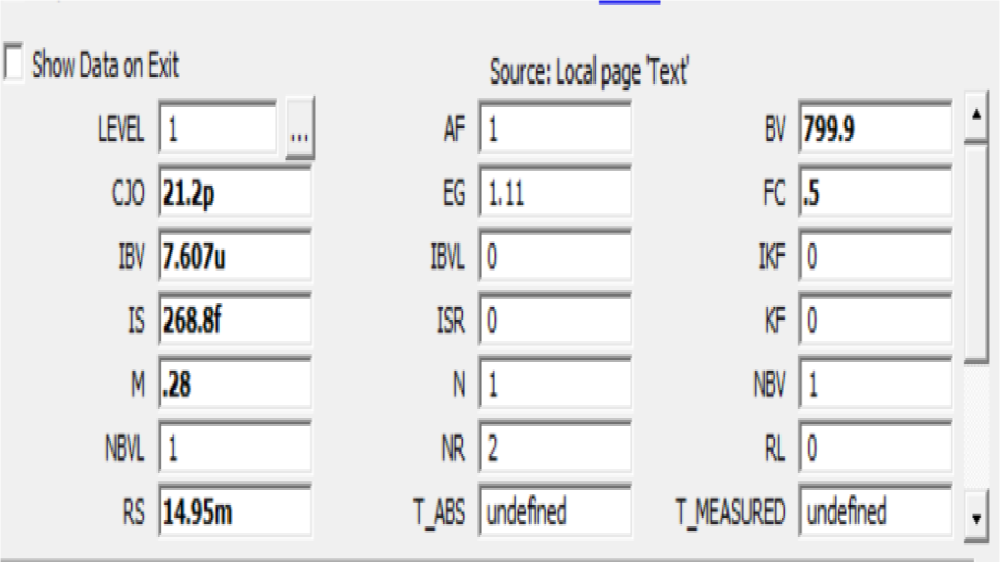 Show Data on Exit
Source: Local page 'Text'
LEVEL 1 ... AF 1 BV 799.9
CJO 21.2p EG 1.11 FC .5
IBV 7.607u IBVL 0 IKF 0
IS 268.8f ISR 0 KF 0
M .28 N 1 NBV 1
NBVL 1 NR 2 RL 0
RS 14.95m T_ABS undefined T_MEASURED undefined